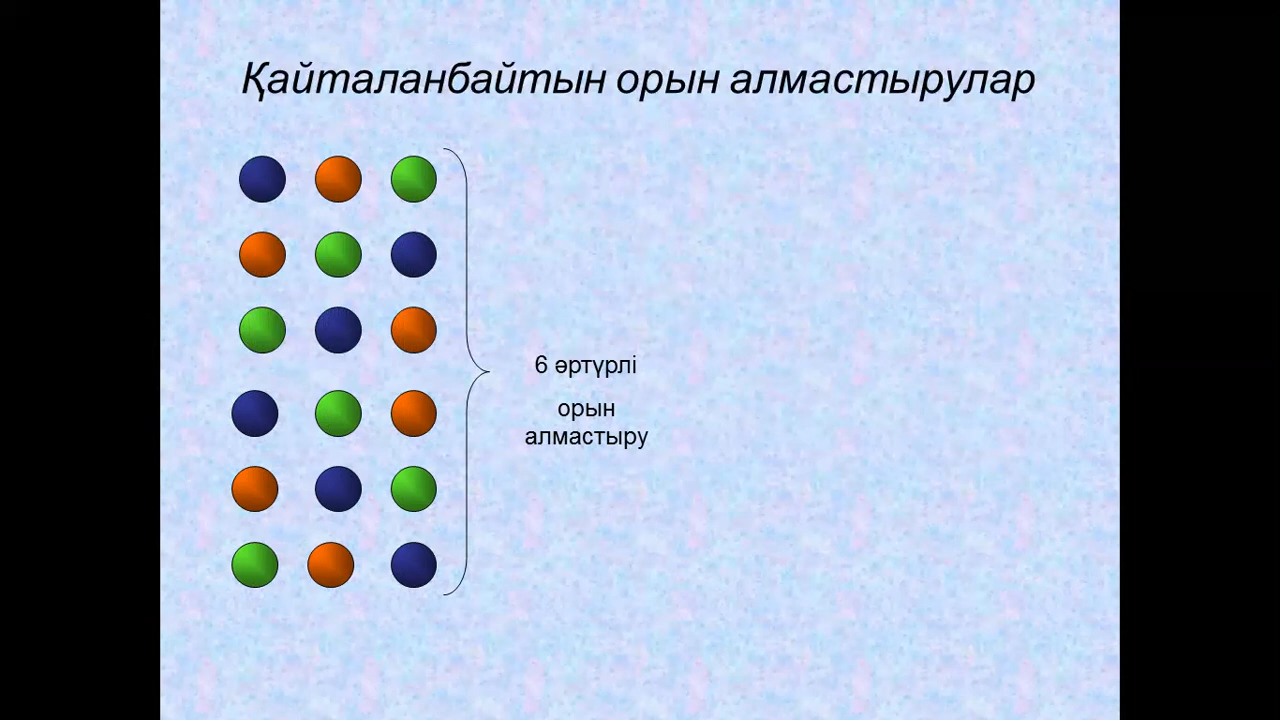 Қайталанбайтын орын алмастырулар
6 әртүрлі
орын
алмастыру